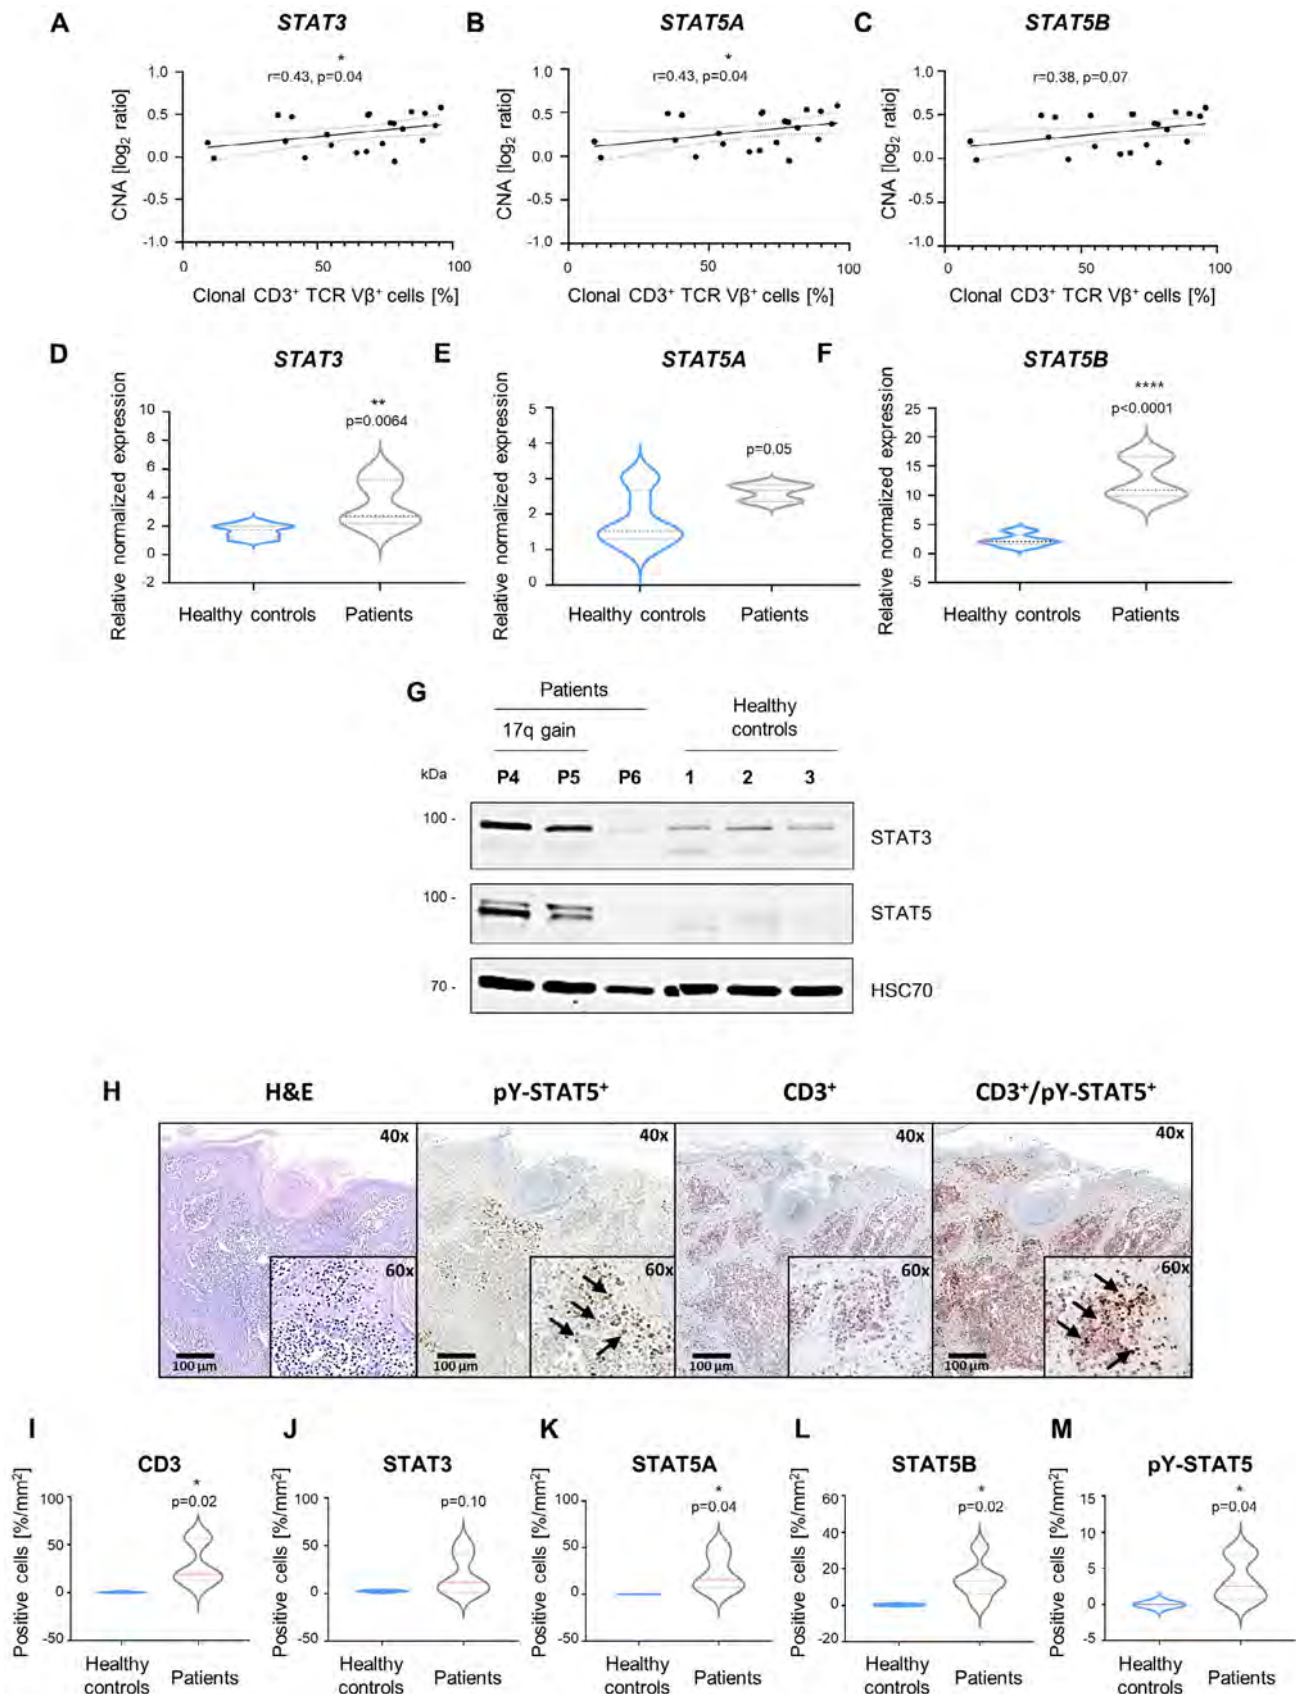 A STAT3
*
r=0.43, p=0.04
CNA [log₂ ratio]
1.0
0.5
0.0
-0.5
-1.0
0 50 100
Clonal CD3⁺ TCR Vβ⁺ cells [%]
B STAT5A
*
r=0.43, p=0.04
CNA [log₂ ratio]
1.0
0.5
0.0
-0.5
-1.0
0 50 100
Clonal CD3⁺ TCR Vβ⁺ cells [%]
C STAT5B
r=0.38, p=0.07
CNA [log₂ ratio]
1.0
0.5
0.0
-0.5
-1.0
0 50 100
Clonal CD3⁺ TCR Vβ⁺ cells [%]
D STAT3
**
p=0.0064
Relative normalized expression
10
8
6
4
2
0
-2
Healthy controls Patients
E STAT5A
p=0.05
Relative normalized expression
5
4
3
2
1
0
Healthy controls Patients
F STAT5B
****
p<0.0001
Relative normalized expression
25
20
15
10
5
0
-5
Healthy controls Patients
G
Patients
Healthy
controls
17q gain
kDa P4 P5 P6 1 2 3
100 - STAT3
100 - STAT5
70 - HSC70
H H&E pY-STAT5⁺ CD3⁺ CD3⁺/pY-STAT5⁺
40x 40x 40x 40x
60x 60x 60x 60x
100 µm 100 µm 100 µm 100 µm
I CD3
*
p=0.02
Positive cells [%/mm²]
100
50
0
-50
Healthy
controls
Patients
J STAT3
p=0.10
Positive cells [%/mm²]
100
50
0
-50
Healthy
controls
Patients
K STAT5A
*
p=0.04
Positive cells [%/mm²]
100
50
0
-50
Healthy
controls
Patients
L STAT5B
*
p=0.02
Positive cells [%/mm²]
60
40
20
0
-20
Healthy
controls
Patients
M pY-STAT5
*
p=0.04
Positive cells [%/mm²]
15
10
5
0
-5
Healthy
controls
Patients